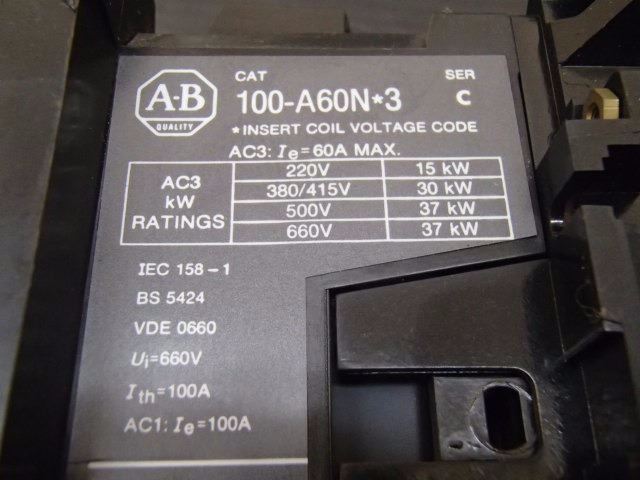 A-B
QUALITY
CAT SER
100-A60N*3 C
*INSERT COIL VOLTAGE CODE
AC3: Ie=60A MAX.
AC3 kW RATINGS
220V 15 kW
380/415V 30 kW
500V 37 kW
660V 37 kW
IEC 158-1
BS 5424
VDE 0660
Ui=660V
Ith=100A
AC1: Ie=100A